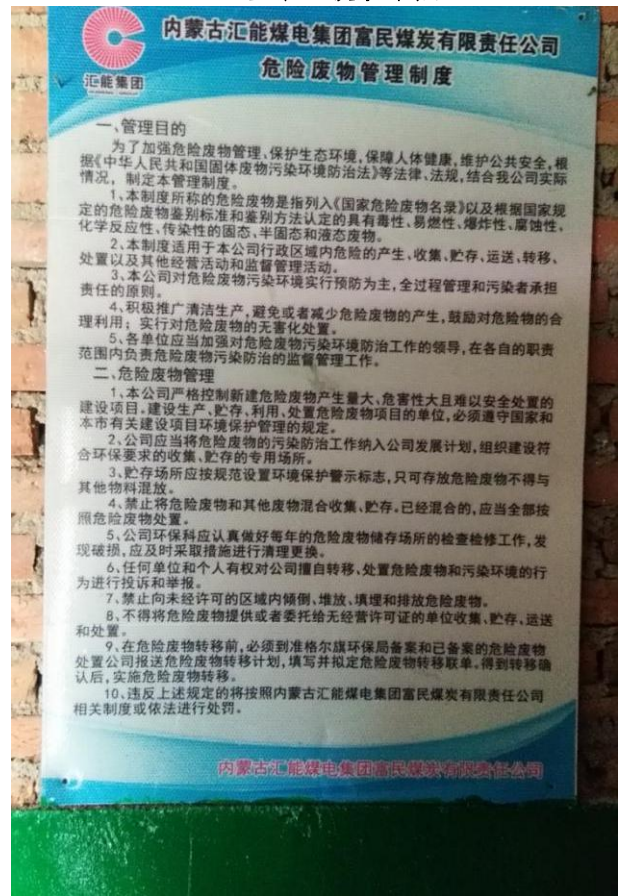 汇能集团
内蒙古汇能煤电集团富民煤炭有限责任公司
危险废物管理制度
一、管理目的
为了加强危险废物管理、保护生态环境,保障人体健康,维护公共安全,根
据《中华人民共和国固体废物污染环境防治法》等法律、法规,结合我公司实际
情况，制定本管理制度。
1、本制度所称的危险废物是指列入《国家危险废物名录》以及根据国家规
定的危险废物鉴别标准和鉴别方法认定的具有毒性、易燃性、爆炸性、腐蚀性、
化学反应性、传染性的固态、半固态和液态废物。
2、本制度适用于本公司行政区域内危险的产生、收集、贮存、运送、转移、
处置以及其他经营活动和监督管理活动。
3、本公司对危险废物污染环境实行预防为主,全过程管理和污染者承担
责任的原则。
4、积极推广清洁生产,避免或者减少危险废物的产生,鼓励对危险物的合
理利用；实行对危险废物的无害化处置。
5、各单位应当加强对危险废物污染环境防治工作的领导,在各自的职责
范围内负责危险废物污染防治的监督管理工作。
二、危险废物管理
1、本公司严格控制新建危险废物产生量大、危害性大且难以安全处置的
建设项目。建设生产、贮存、利用、处置危险废物项目的单位,必须遵守国家和
本市有关建设项目环境保护管理的规定。
2、公司应当将危险废物的污染防治工作纳入公司发展计划,组织建设符
合环保要求的收集、贮存的专用场所。
3、贮存场所应按规范设置环境保护警示标志,只可存放危险废物不得与
其他物料混放。
4、禁止将危险废物和其他废物混合收集、贮存。已经混合的,应当全部按
照危险废物处置。
5、公司环保科应认真做好每年的危险废物储存场所的检查检修工作,发
现破损,应及时采取措施进行清理更换。
6、任何单位和个人有权对公司擅自转移、处置危险废物和污染环境的行
为进行投诉和举报。
7、禁止向未经许可的区域内倾倒、堆放、填埋和排放危险废物。
8、不得将危险废物提供或者委托给无经营许可证的单位收集、贮存、运送
和处置。
9、在危险废物转移前,必须到准格尔旗环保局备案和已备案的危险废物
处置公司报送危险废物转移计划,填写并拟定危险废物转移联单。得到转移确
认后,实施危险废物转移。
10、违反上述规定的将按照内蒙古汇能煤电集团富民煤炭有限责任公司
相关制度或依法进行处罚。
内蒙古汇能煤电集团富民煤炭有限责任公司